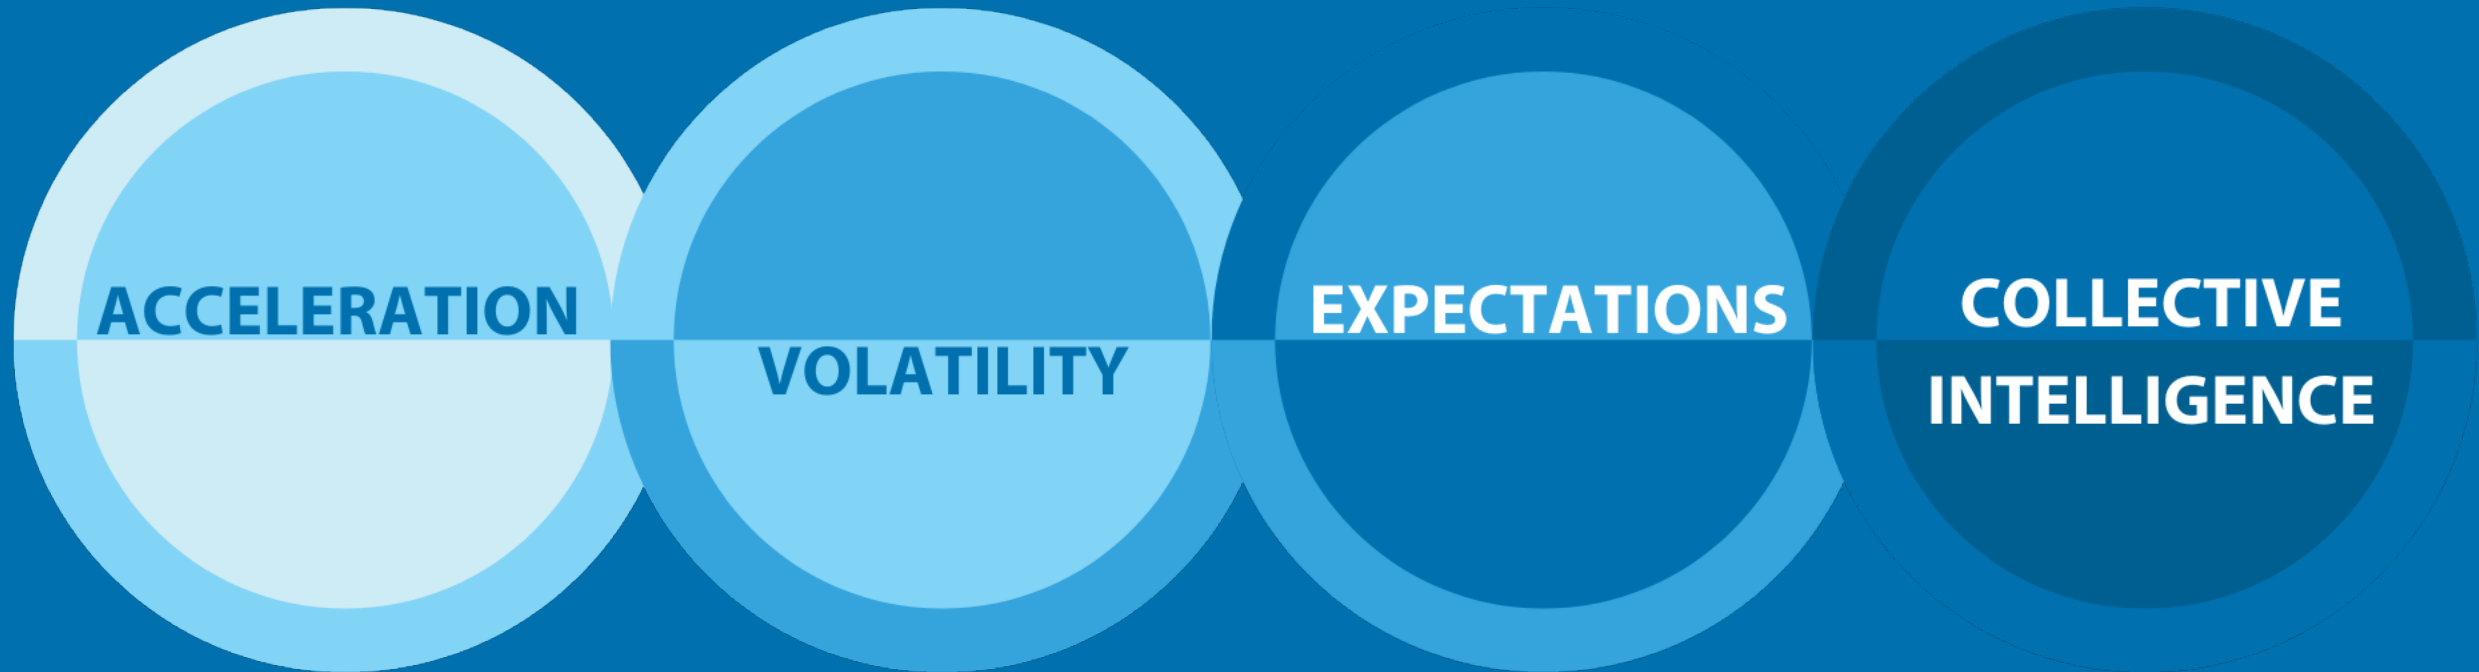 ACCELERATION
VOLATILITY
EXPECTATIONS
COLLECTIVE
INTELLIGENCE